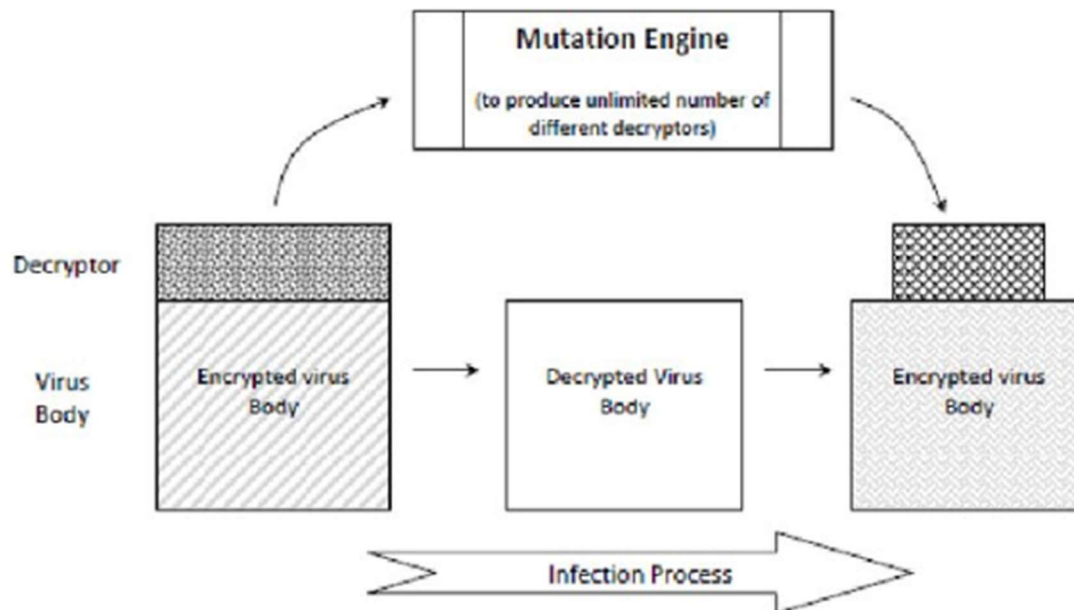 Mutation Engine
(to produce unlimited number of
different decryptors)
Decryptor
Virus
Body
Encrypted virus
Body
Decrypted Virus
Body
Encrypted virus
Body
Infection Process